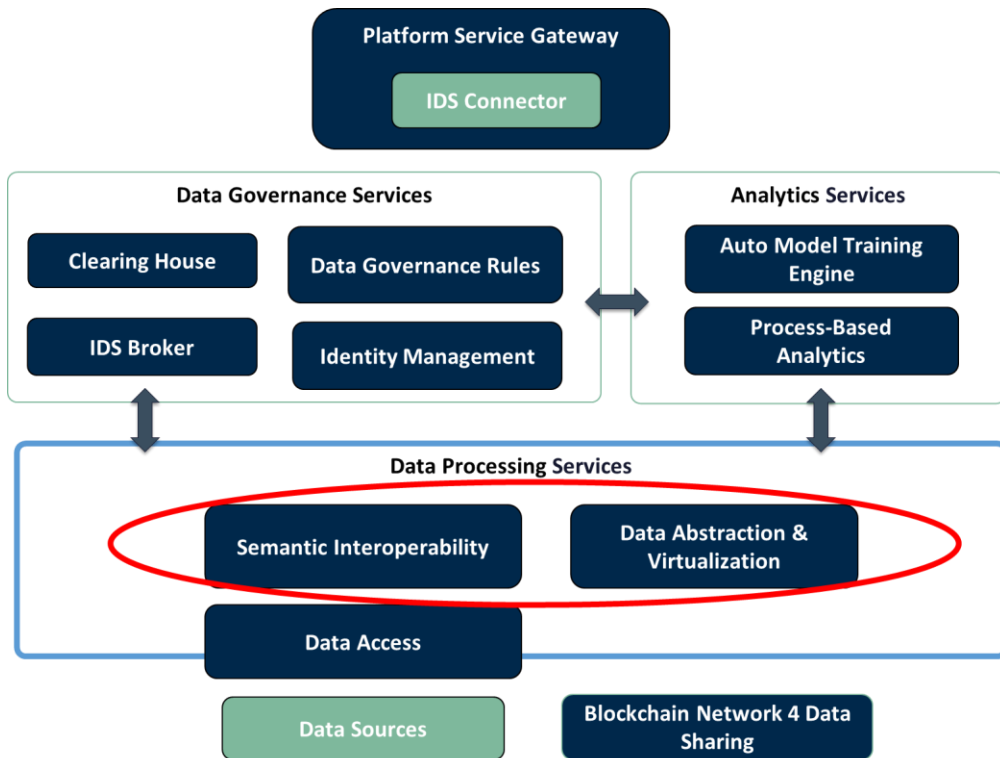 Platform Service Gateway
IDS Connector
Data Governance Services
Clearing House
Data Governance Rules
IDS Broker
Identity Management
Analytics Services
Auto Model Training
Engine
Process-Based
Analytics
Data Processing Services
Semantic Interoperability
Data Abstraction &
Virtualization
Data Access
Data Sources
Blockchain Network 4 Data
Sharing